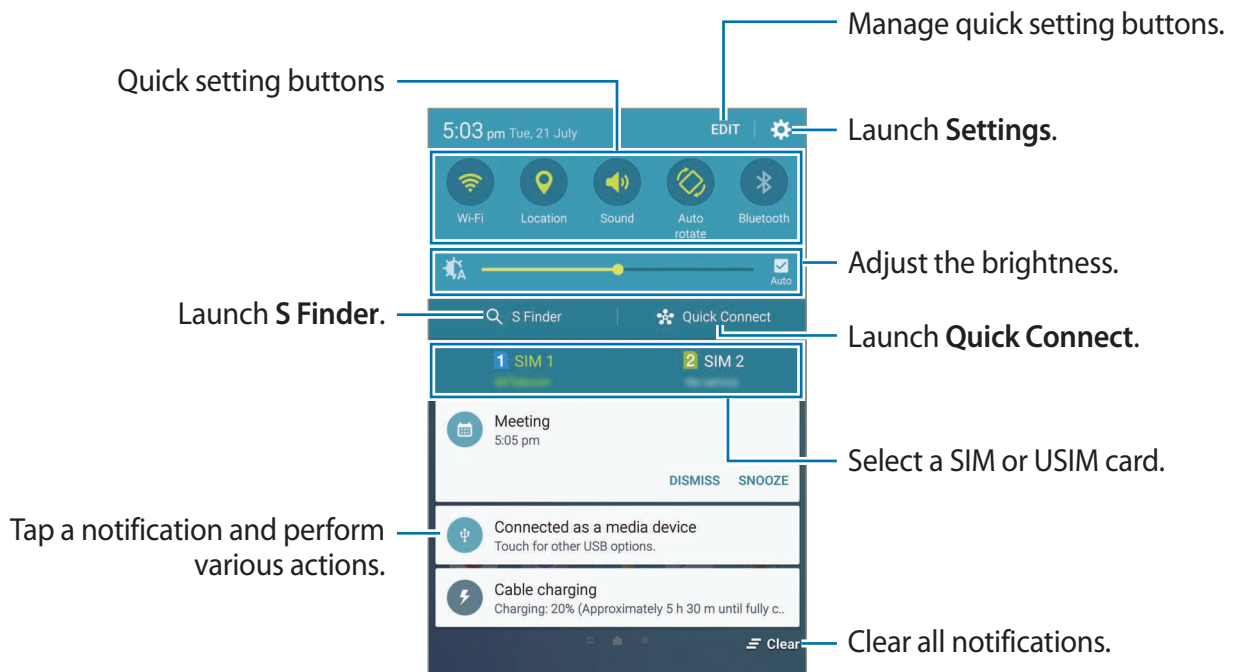 Manage quick setting buttons.
Quick setting buttons
5:03 pm Tue, 21 July
EDIT
Launch Settings.
Wi-Fi
Location
Sound
Auto
rotate
Bluetooth
A
Auto
Adjust the brightness.
Launch S Finder.
S Finder
Quick Connect
Launch Quick Connect.
1 SIM 1
2 SIM 2
Meeting
5:05 pm
DISMISS SNOOZE
Select a SIM or USIM card.
Tap a notification and perform
various actions.
Connected as a media device
Touch for other USB options.
Cable charging
Charging: 20% (Approximately 5 h 30 m until fully c..
Clear
Clear all notifications.